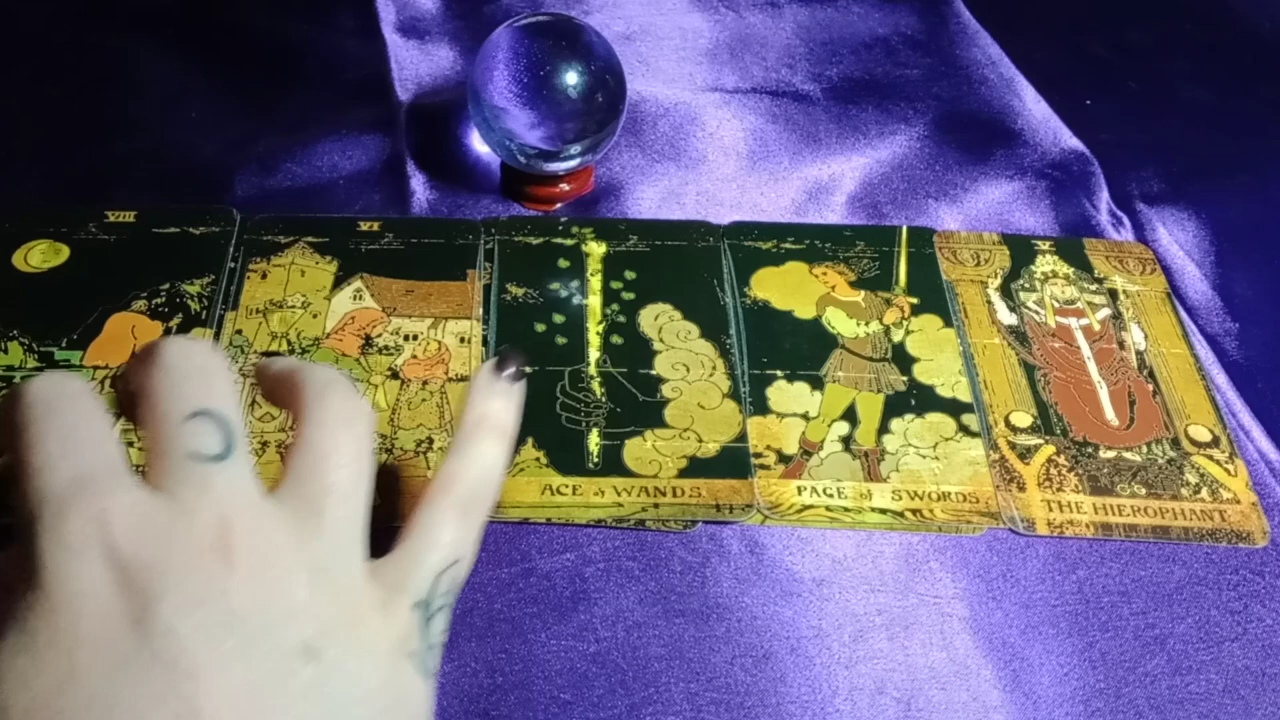 VIII
VI
ACE of WANDS.
PAGE of SWORDS.
V
THE HIEROPHANT.